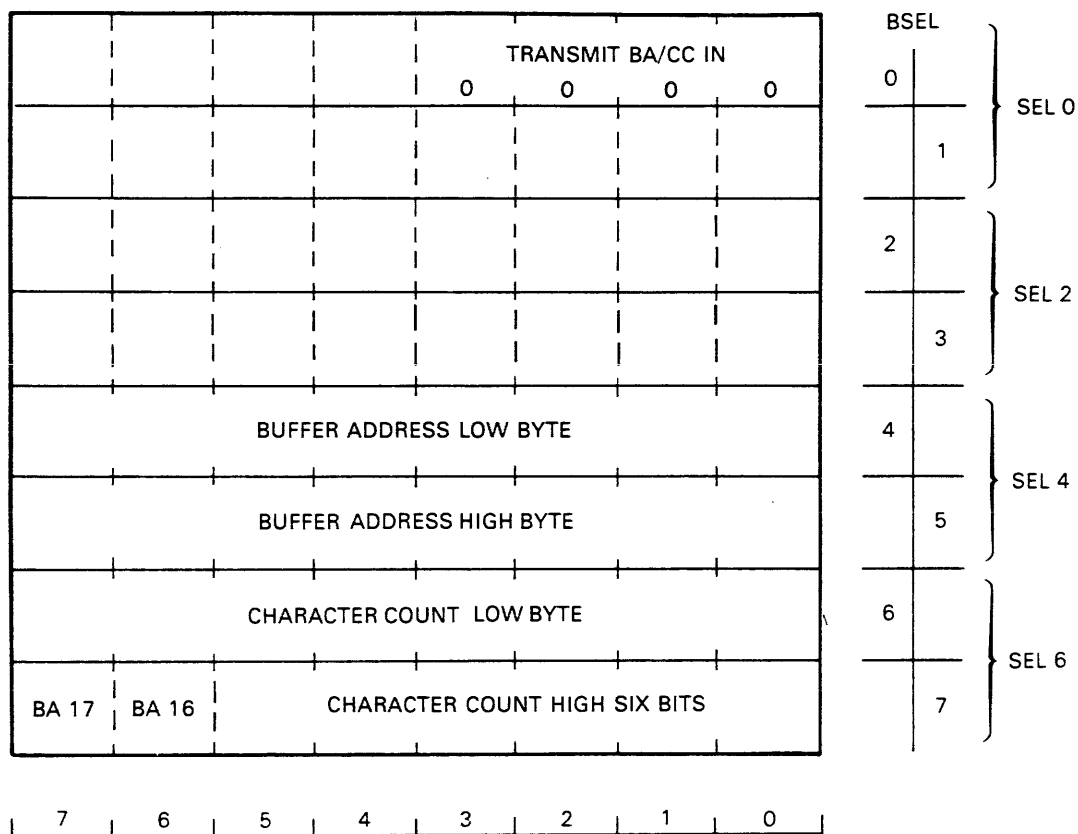 BSEL
TRANSMIT BA/CC IN
0 0 0 0
0
SEL 0
1
2
SEL 2
3
BUFFER ADDRESS LOW BYTE
4
SEL 4
BUFFER ADDRESS HIGH BYTE
5
CHARACTER COUNT LOW BYTE
6
SEL 6
BA 17 BA 16 CHARACTER COUNT HIGH SIX BITS
7
7 6 5 4 3 2 1 0